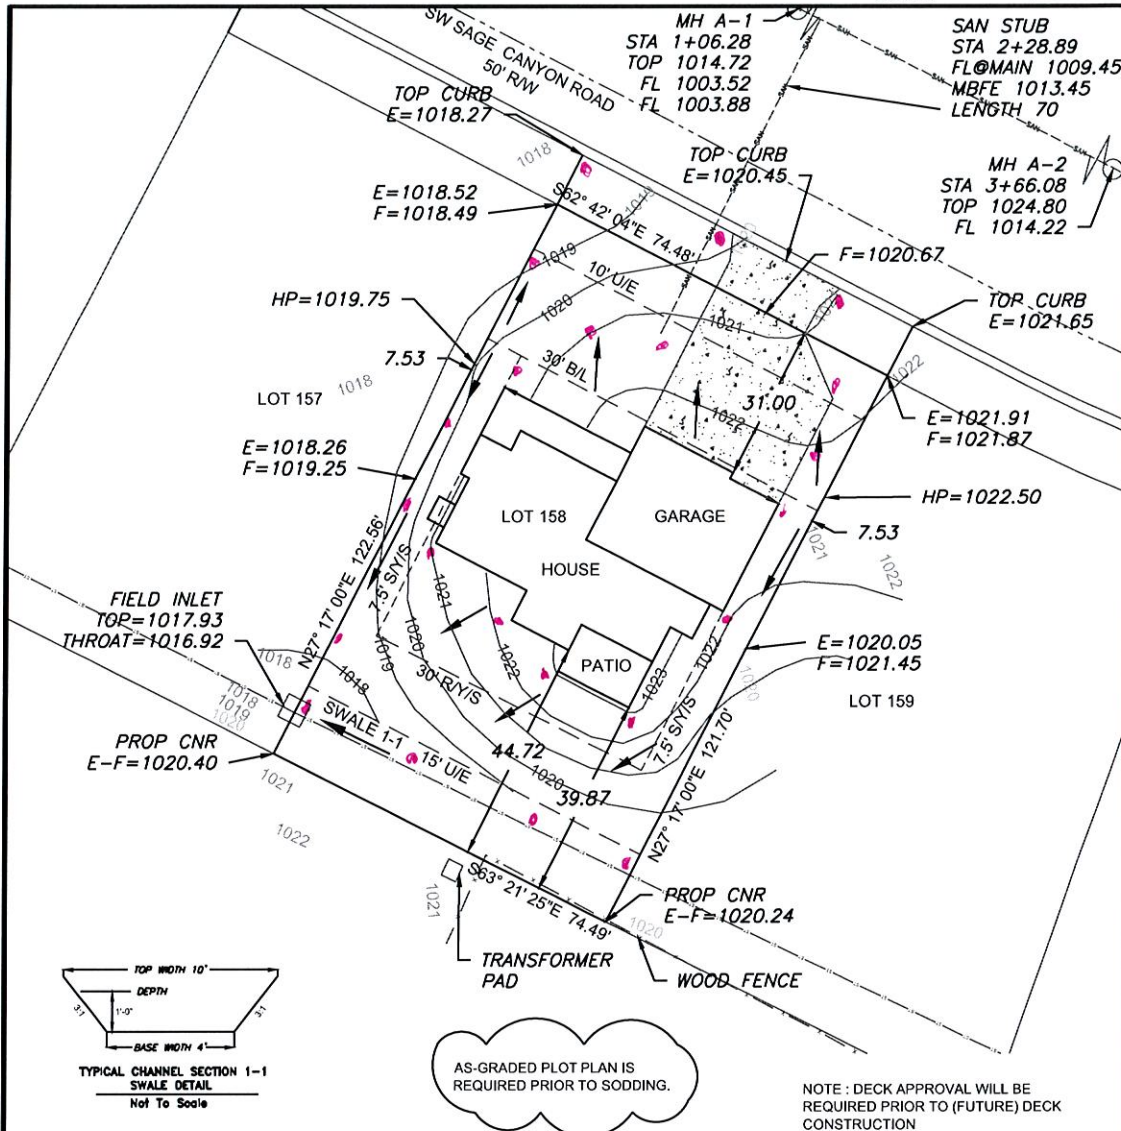 SW SAGE CANYON ROAD
50' R/W
MH A-1
STA 1+06.28
TOP 1014.72
FL 1003.52
FL 1003.88
SAN STUB
STA 2+28.89
FL@MAIN 1009.45
MBFE 1013.45
LENGTH 70
SAN
SAN
SAN
SAN
TOP CURB
E=1018.27
TOP CURB
E=1020.45
MH A-2
STA 3+66.08
TOP 1024.80
FL 1014.22
1018
1019
E=1018.52
F=1018.49
S62° 42' 04"E 74.48'
1020
F=1020.67
1019
10' U/E
HP=1019.75
1020
1021
TOP CURB
E=1021.65
7.53
30' B/L
1022
LOT 157
1018
31.00
1022
E=1021.91
F=1021.87
E=1018.26
F=1019.25
HP=1022.50
LOT 158
GARAGE
7.53
1021
1022
HOUSE
N27° 17' 00"E 122.56'
7.5' S/Y/S
FIELD INLET
TOP=1017.93
THROAT=1016.92
1021
1020
1019
1022
1022
E=1020.05
F=1021.45
PATIO
1023
1020
LOT 159
1018
1018
30' R/Y/S
1018
1019
1020
SWALE 1-1
15' U/E
7.5' S/Y/S
N27° 17' 00"E 121.70'
PROP CNR
E-F=1020.40
44.72
1020
39.87
1021
1022
1021
S63° 21' 25"E 74.49'
PROP CNR
E-F=1020.24
1020
TRANSFORMER
PAD
WOOD FENCE
TOP WIDTH 10'
DEPTH
3:1
1'-0"
3:1
BASE WIDTH 4'
TYPICAL CHANNEL SECTION 1-1
SWALE DETAIL
Not To Scale
AS-GRADED PLOT PLAN IS
REQUIRED PRIOR TO SODDING.
NOTE : DECK APPROVAL WILL BE
REQUIRED PRIOR TO (FUTURE) DECK
CONSTRUCTION